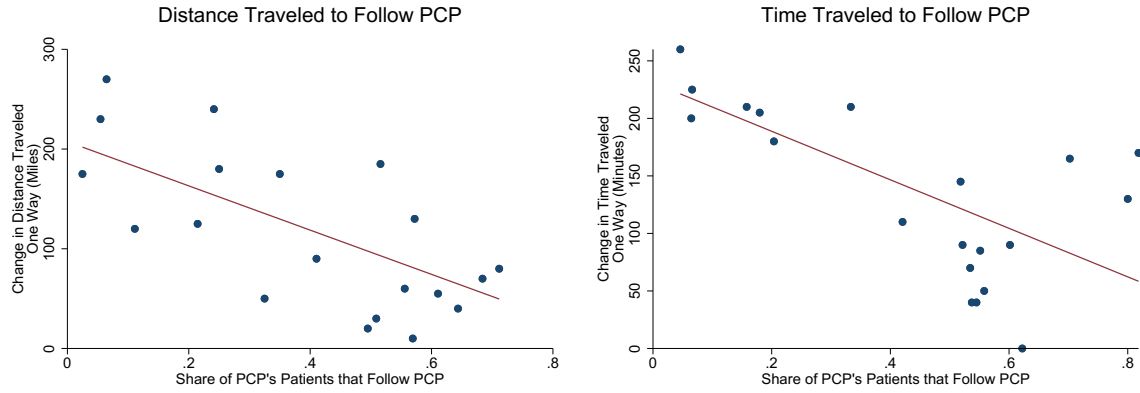 Distance Traveled to Follow PCP
Change in Distance Traveled
One Way (Miles)
300
200
100
0
0 .2 .4 .6 .8
Share of PCP's Patients that Follow PCP
Time Traveled to Follow PCP
Change in Time Traveled
One Way (Minutes)
250
200
150
100
50
0
0 .2 .4 .6 .8
Share of PCP's Patients that Follow PCP